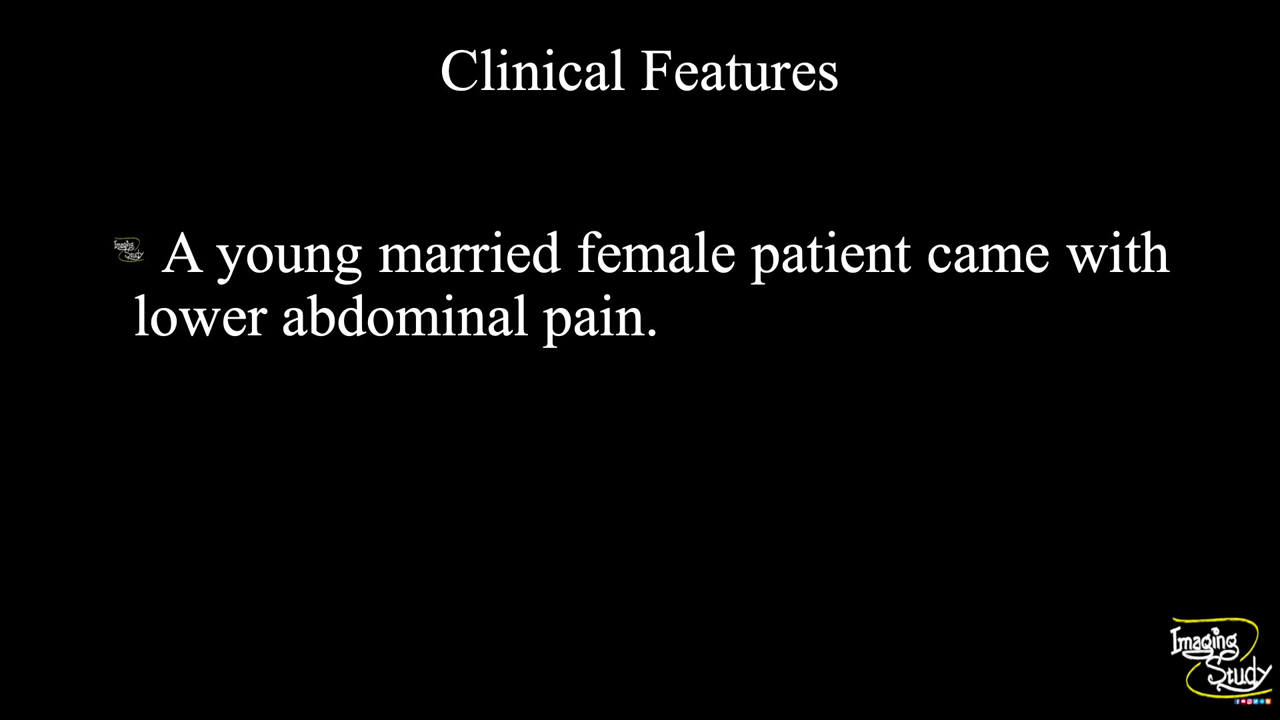 Clinical Features
A young married female patient came with
lower abdominal pain.
Imaging
Study